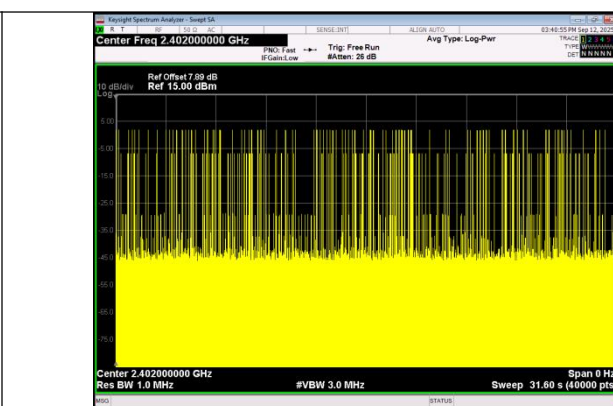 Keysight Spectrum Analyzer - Swept SA
R T RF 50 Ω AC SENSE:INT ALIGN AUTO 03:40:55 PM Sep 12, 2025
Center Freq 2.402000000 GHz Avg Type: Log-Pwr TRACE 1 2 3 4 5
PNO: Fast Trig: Free Run TYPE
IFGain:Low #Atten: 26 dB DET N N N N N
Ref Offset 7.89 dB
10 dB/div Ref 15.00 dBm
Log
5.00
-5.00
-15.0
-25.0
-35.0
-45.0
-55.0
-65.0
-75.0
Center 2.402000000 GHz Span 0 Hz
Res BW 1.0 MHz #VBW 3.0 MHz Sweep 31.60 s (40000 pts
MSG STATUS